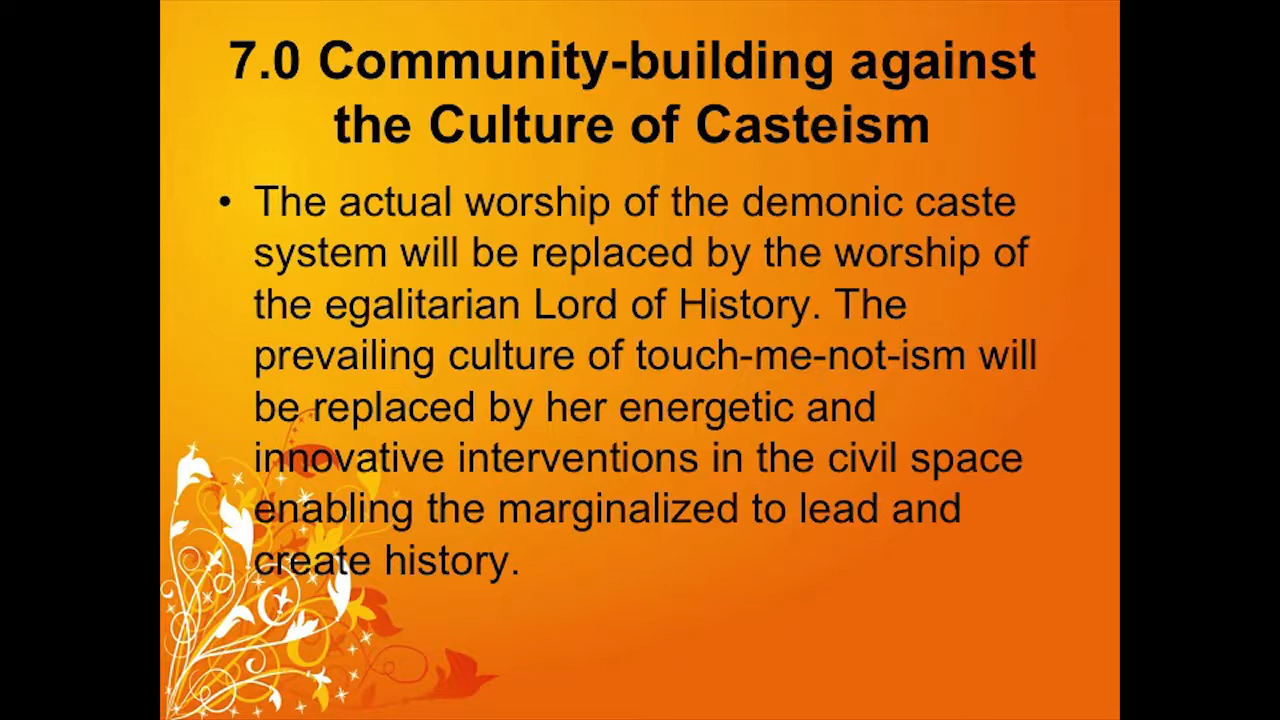 7.0 Community-building against
the Culture of Casteism
• The actual worship of the demonic caste
system will be replaced by the worship of
the egalitarian Lord of History. The
prevailing culture of touch-me-not-ism will
be replaced by her energetic and
innovative interventions in the civil space
enabling the marginalized to lead and
create history.